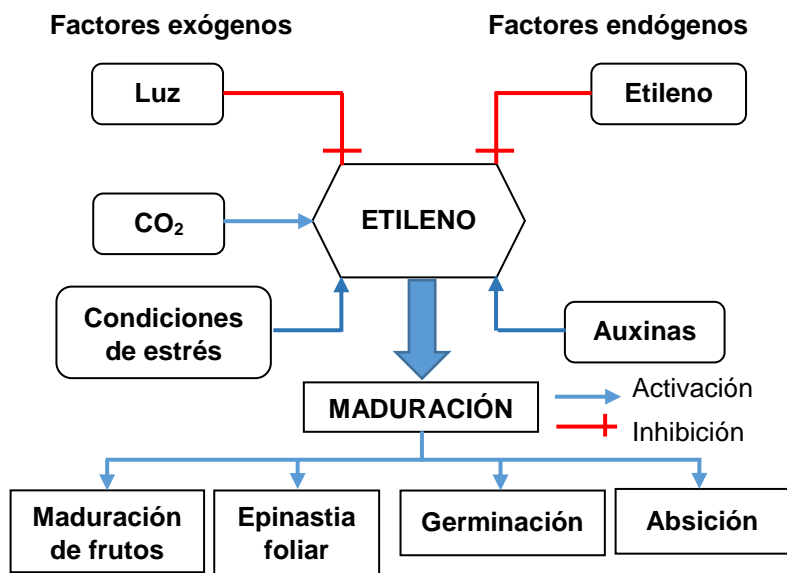 Factores exógenos
Factores endógenos
Luz
Etileno
CO₂
ETILENO
Condiciones
de estrés
Auxinas
MADURACIÓN
Activación
Inhibición
Maduración
de frutos
Epinastia
foliar
Germinación
Absición